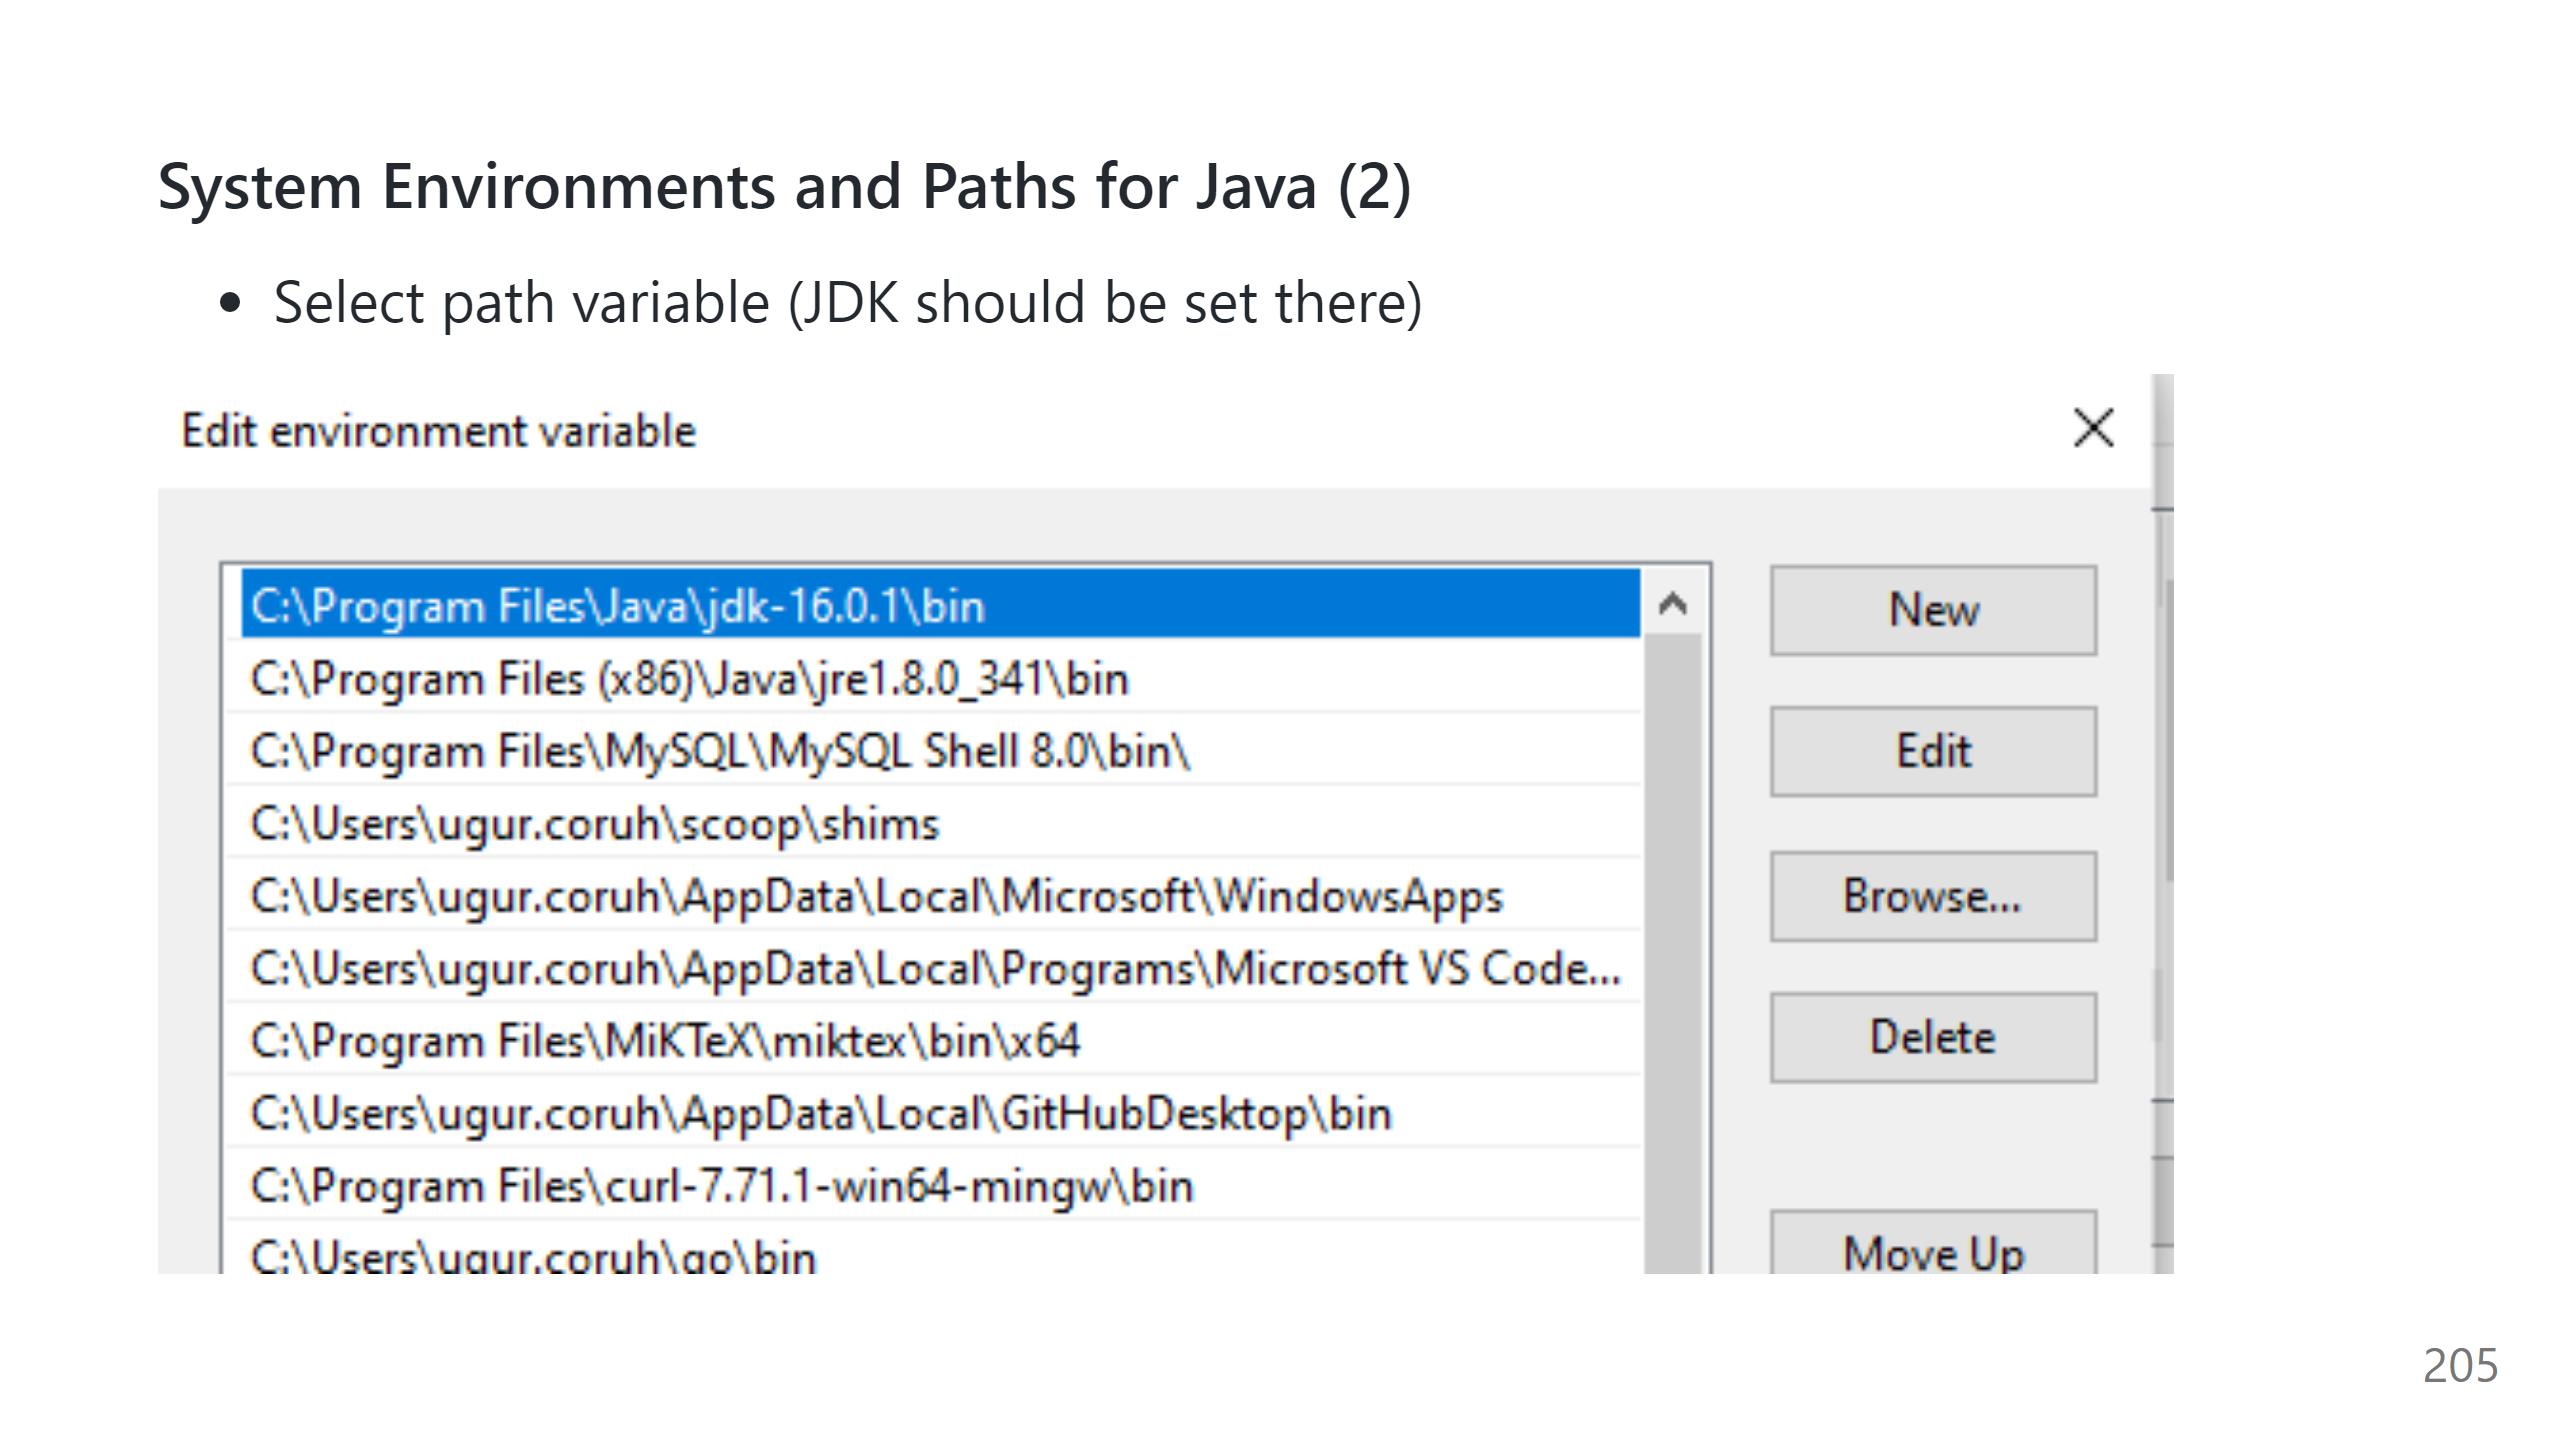 System Environments and Paths for Java (2)
• Select path variable (JDK should be set there)
Edit environment variable
C:\Program Files\Java\jdk-16.0.1\bin
C:\Program Files (x86)\Java\jre1.8.0_341\bin
C:\Program Files\MySQL\MySQL Shell 8.0\bin\
C:\Users\ugur.coruh\scoop\shims
C:\Users\ugur.coruh\AppData\Local\Microsoft\WindowsApps
C:\Users\ugur.coruh\AppData\Local\Programs\Microsoft VS Code...
C:\Program Files\MiKTeX\miktex\bin\x64
C:\Users\ugur.coruh\AppData\Local\GitHubDesktop\bin
C:\Program Files\curl-7.71.1-win64-mingw\bin
C:\Users\ugur.coruh\go\bin
New
Edit
Browse...
Delete
Move Up
205